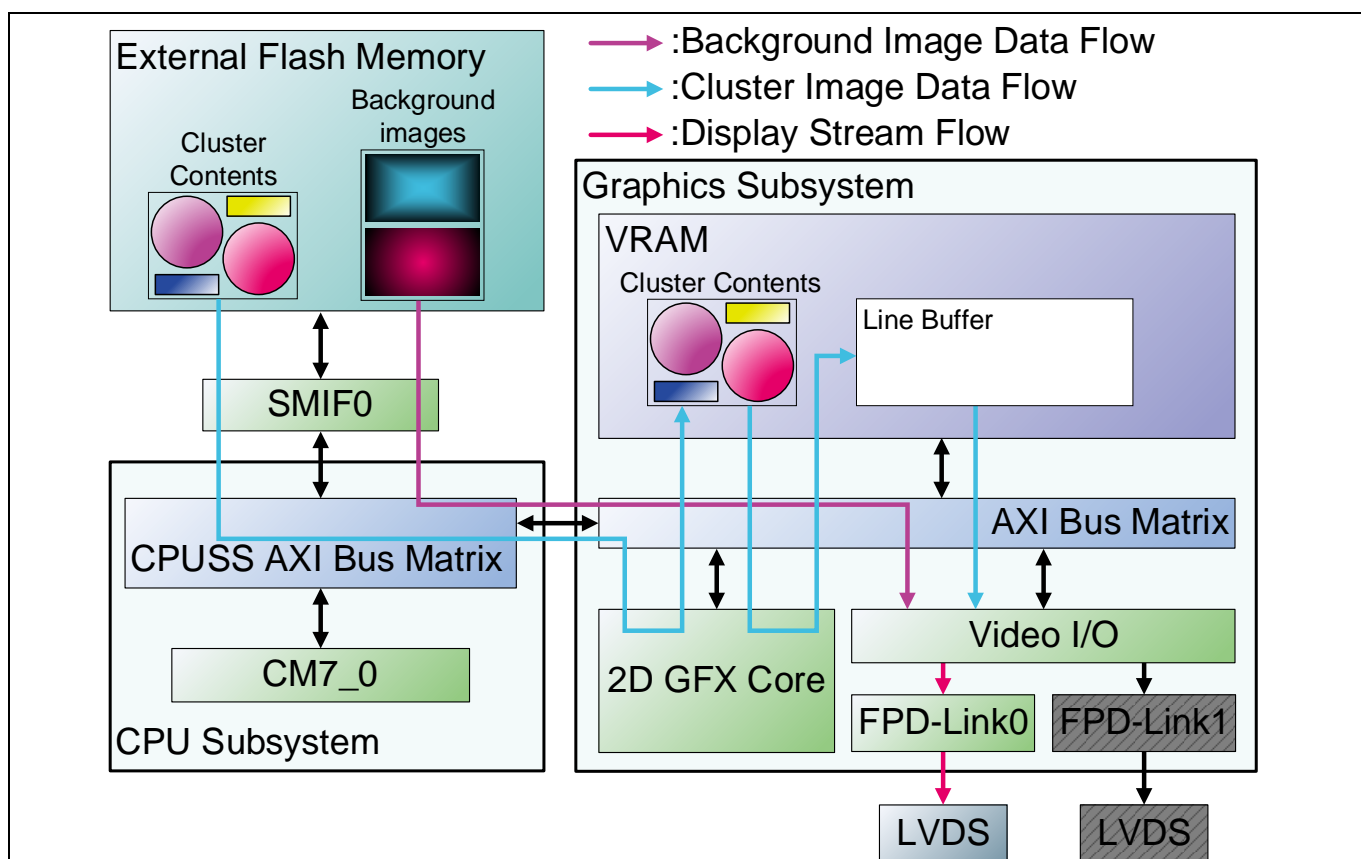 External Flash Memory
Background
images
Cluster
Contents
:Background Image Data Flow
:Cluster Image Data Flow
:Display Stream Flow
Graphics Subsystem
VRAM
Cluster Contents
Line Buffer
SMIF0
CPUSS AXI Bus Matrix
AXI Bus Matrix
CM7_0
CPU Subsystem
2D GFX Core
Video I/O
FPD-Link0
FPD-Link1
LVDS
LVDS